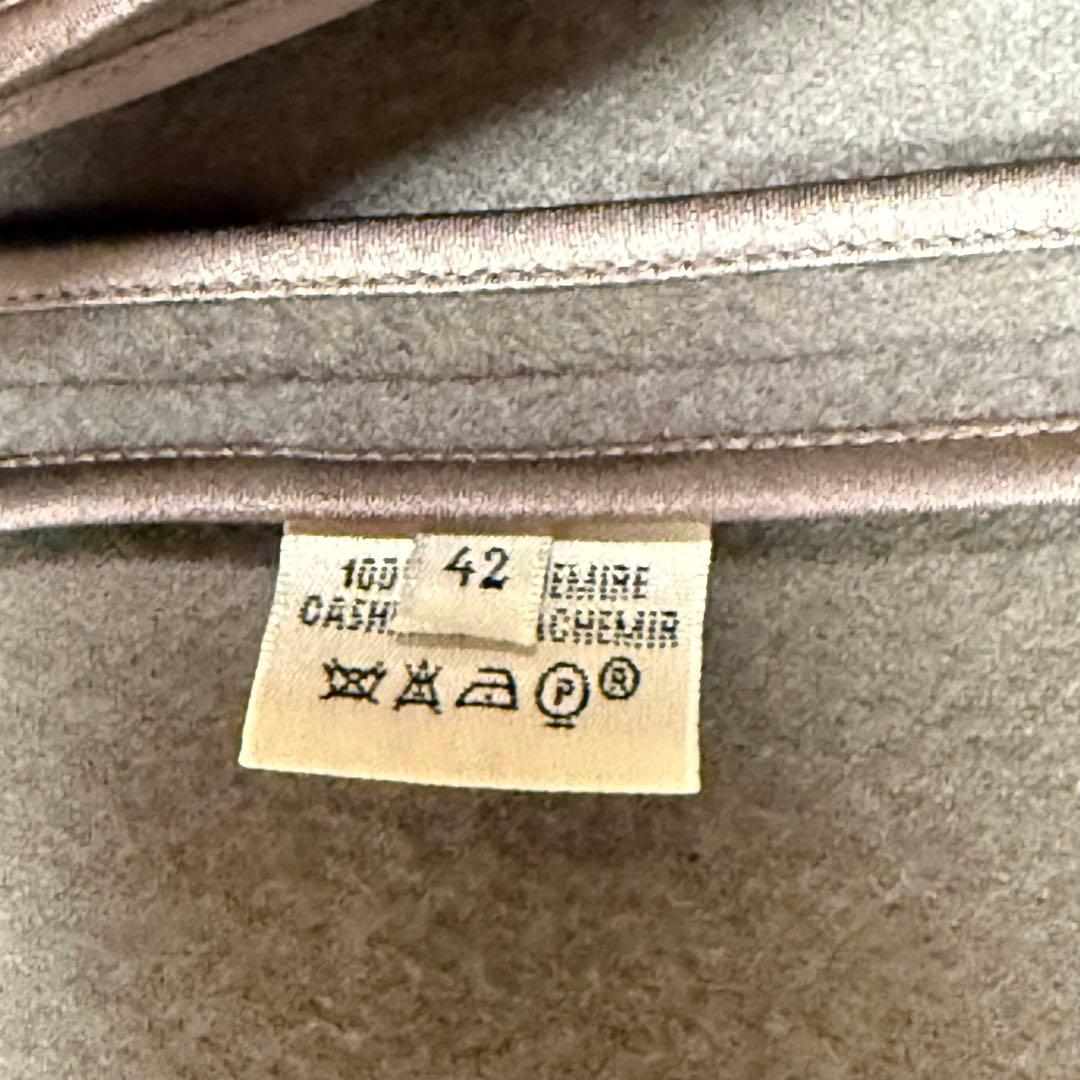 42
100 EMIRE
CASH CHEMIR
P R